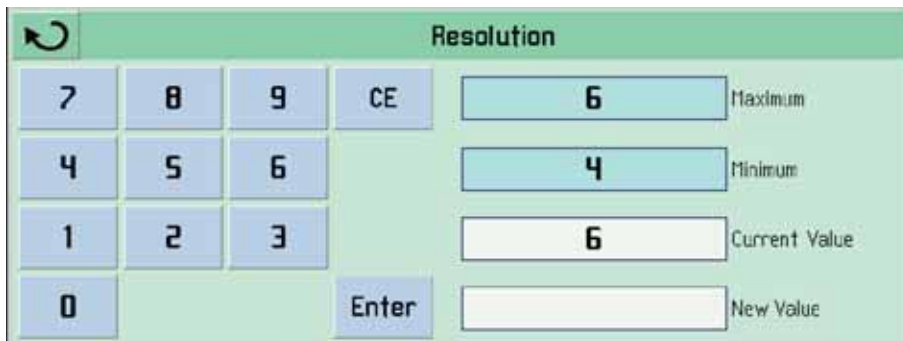 Resolution
7 8 9 CE 6 Maximum
4 5 6 4 Minimum
1 2 3 6 Current Value
0 Enter New Value